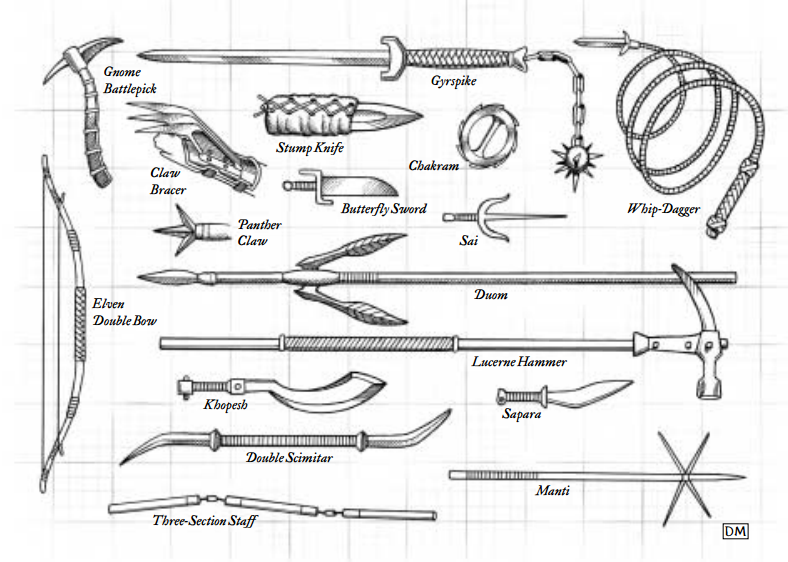 Gnome
Battlepick
Gyrspike
Stump Knife
Claw
Bracer
Chakram
Butterfly Sword
Whip-Dagger
Panther
Claw
Sai
Elven
Double Bow
Duom
Lucerne Hammer
Khopesh
Sapara
Double Scimitar
Manti
Three-Section Staff
DM